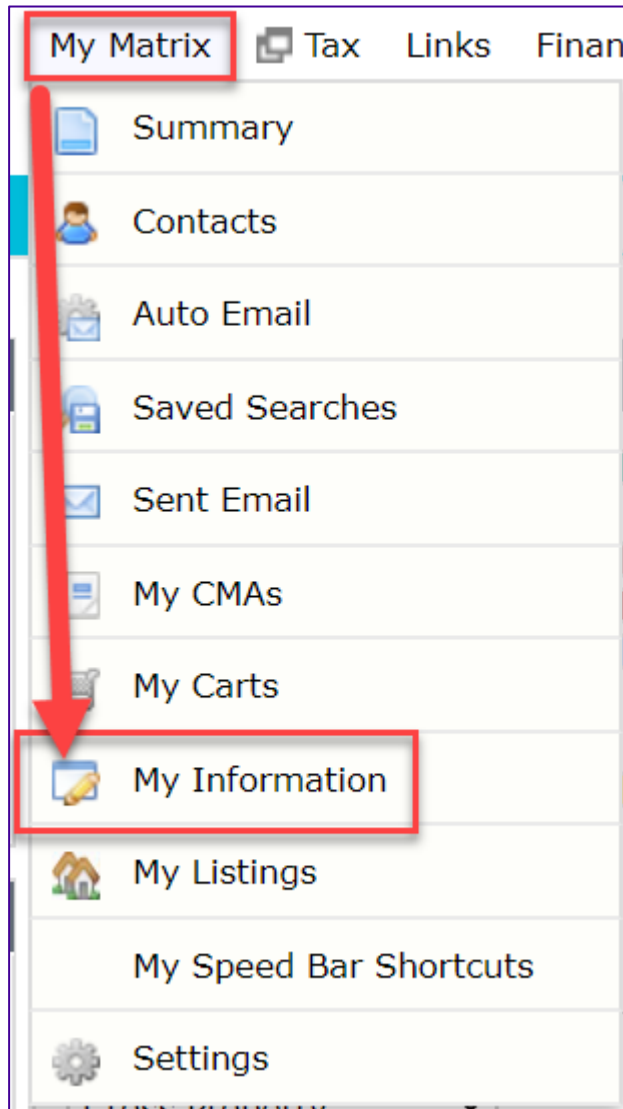 My Matrix Tax Links Finan
Summary
Contacts
Auto Email
Saved Searches
Sent Email
My CMAs
My Carts
My Information
My Listings
My Speed Bar Shortcuts
Settings